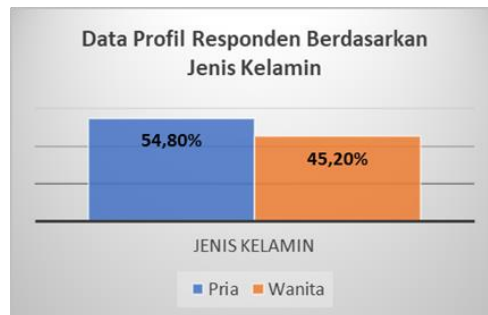 Data Profil Responden Berdasarkan
Jenis Kelamin
54,80%
45,20%
JENIS KELAMIN
Pria Wanita